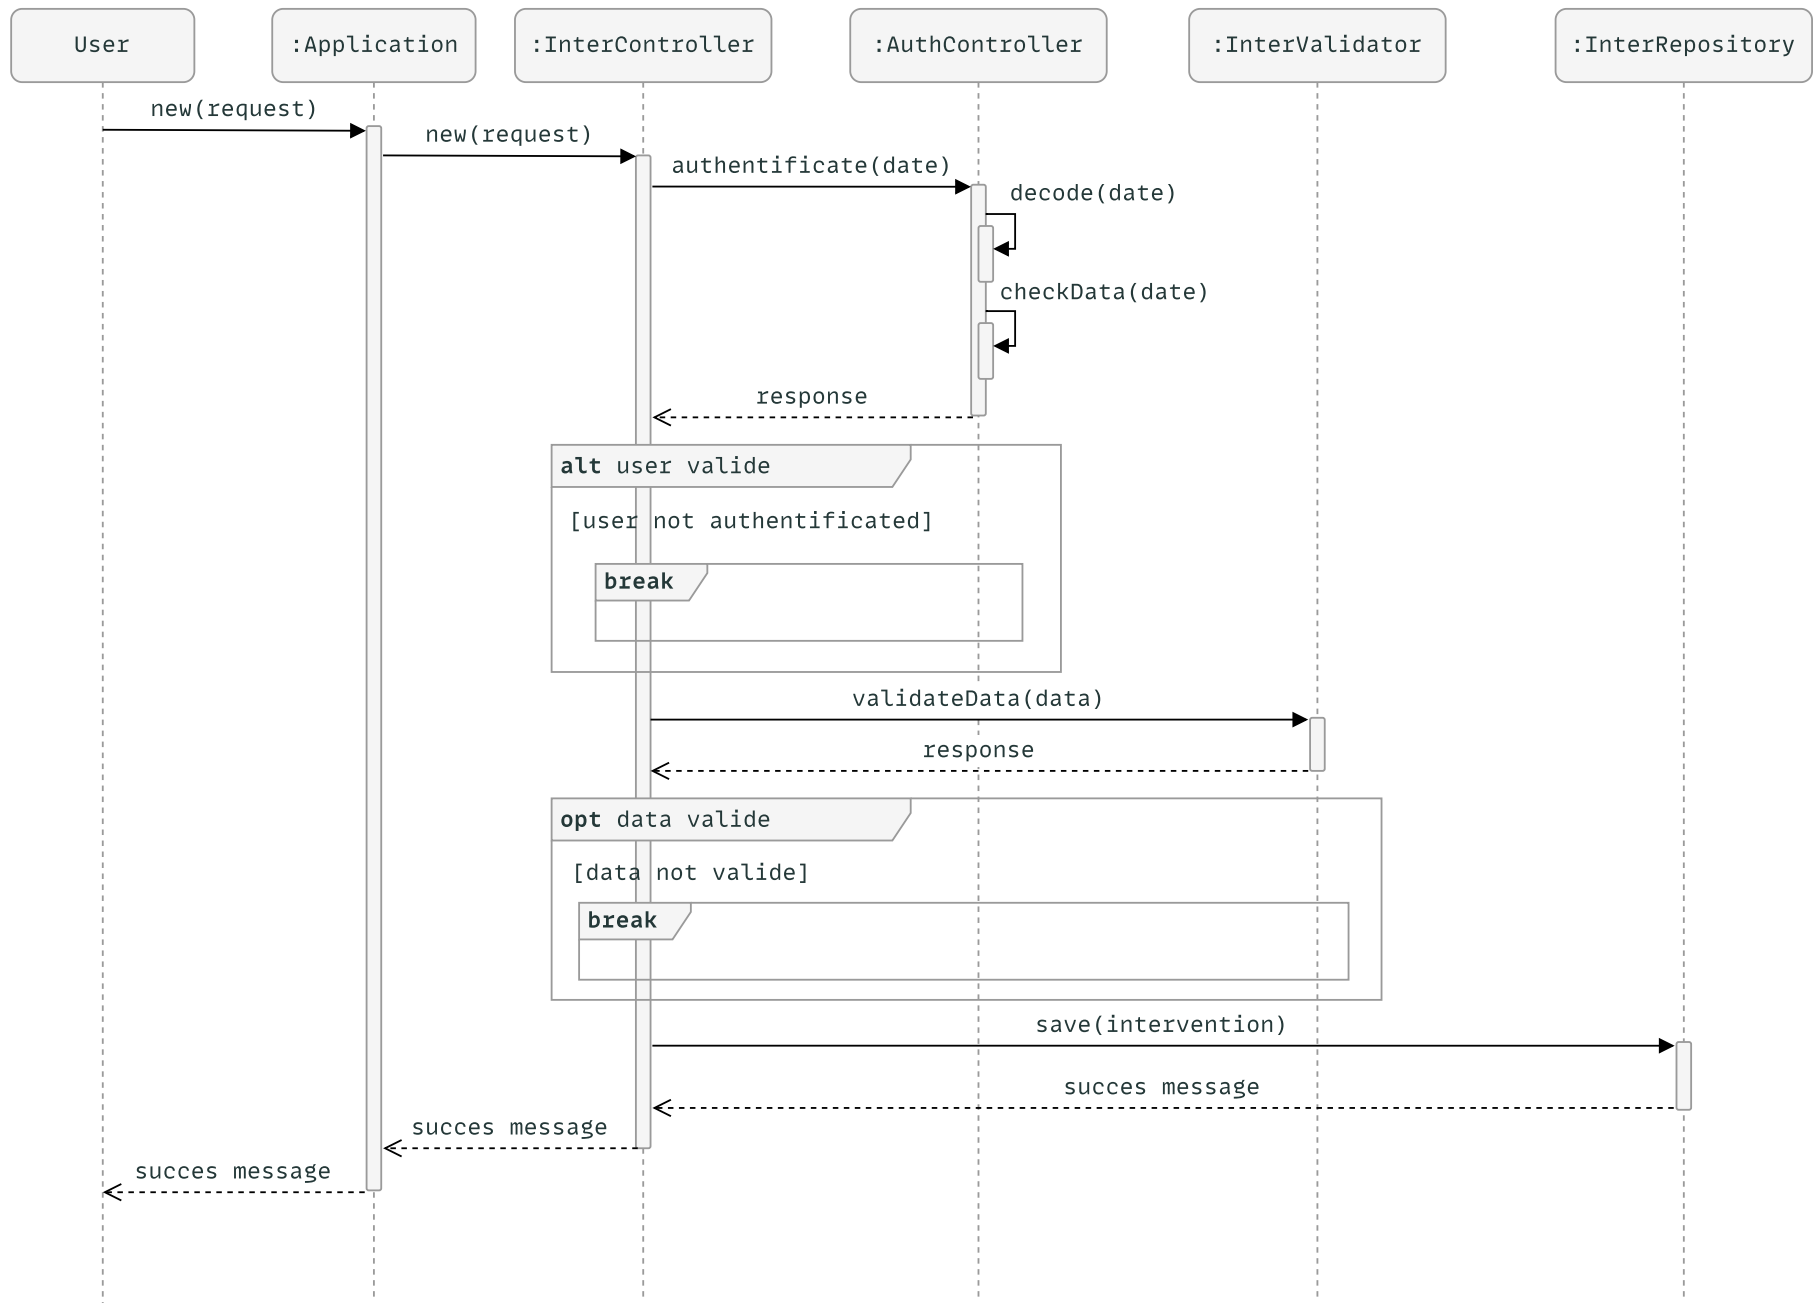 User
:Application
:InterController
:AuthController
:InterValidator
:InterRepository
new(request)
new(request)
authentificate(date)
decode(date)
checkData(date)
response
alt user valide
[user not authentificated]
break
validateData(data)
response
opt data valide
[data not valide]
break
save(intervention)
succes message
succes message
succes message